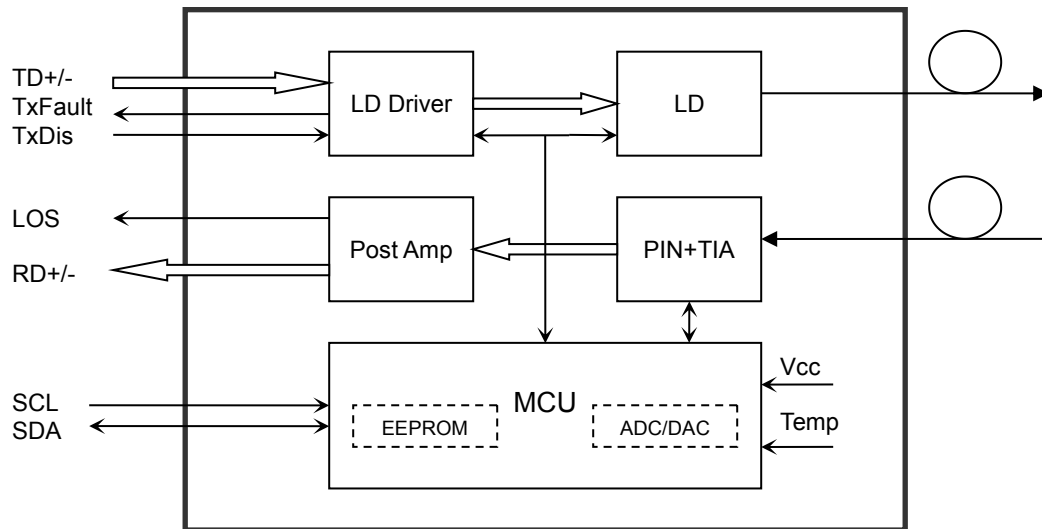 TD+/-
TxFault
TxDis
LD Driver
LD
LOS
RD+/-
Post Amp
PIN+TIA
SCL
SDA
MCU
EEPROM
ADC/DAC
Vcc
Temp